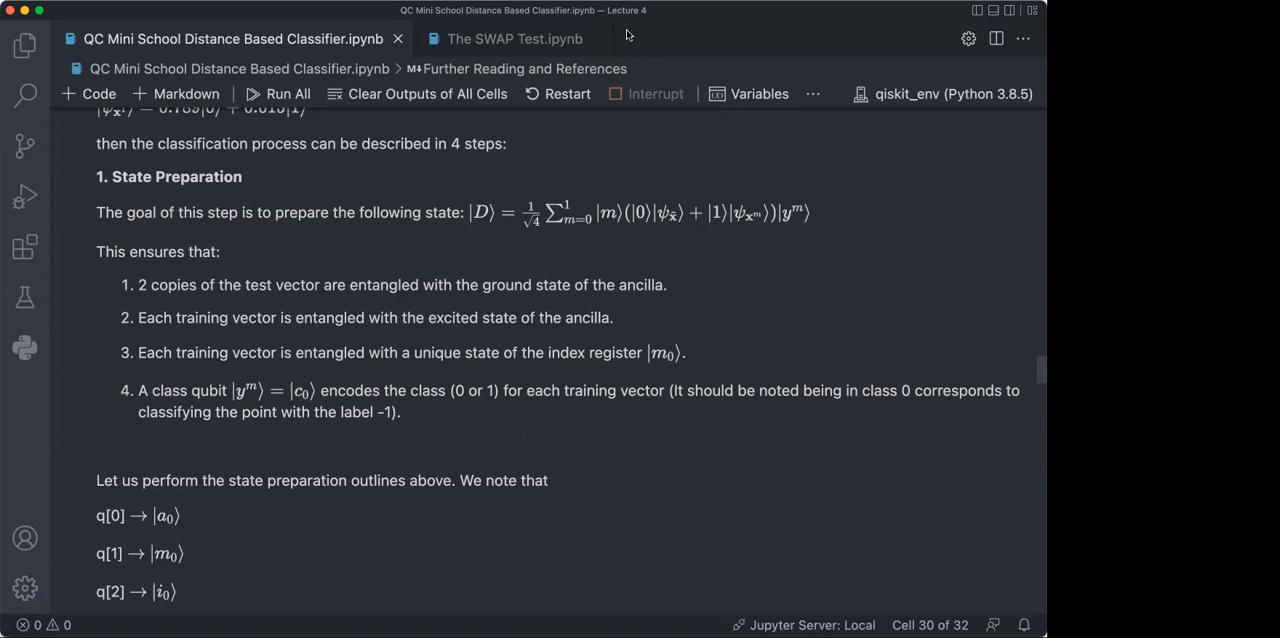 QC Mini School Distance Based Classifier.ipynb — Lecture 4
QC Mini School Distance Based Classifier.ipynb
The SWAP Test.ipynb
QC Mini School Distance Based Classifier.ipynb > M↓Further Reading and References
+ Code + Markdown Run All Clear Outputs of All Cells Restart Interrupt Variables ... qiskit_env (Python 3.8.5)
then the classification process can be described in 4 steps:
1. State Preparation
The goal of this step is to prepare the following state: |D⟩ = 1/√4 ∑_{m=0}^{1} |m⟩(|0⟩|ψ_x̃⟩ + |1⟩|ψ_{x^m}⟩)|y^m⟩
This ensures that:
1. 2 copies of the test vector are entangled with the ground state of the ancilla.
2. Each training vector is entangled with the excited state of the ancilla.
3. Each training vector is entangled with a unique state of the index register |m₀⟩.
4. A class qubit |y^m⟩ = |c₀⟩ encodes the class (0 or 1) for each training vector (It should be noted being in class 0 corresponds to
classifying the point with the label -1).
Let us perform the state preparation outlines above. We note that
q[0] → |a₀⟩
q[1] → |m₀⟩
q[2] → |i₀⟩
0 0 Jupyter Server: Local Cell 30 of 32